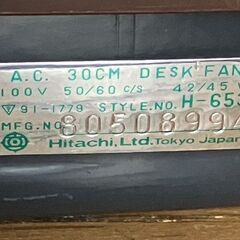 A.C. 30CM DESK FAN
100V 50/60 c/s 42/45
▽91-1779 STYLE.NO. H-65
MFG.NO 8050899
Hitachi, Ltd. Tokyo Japan